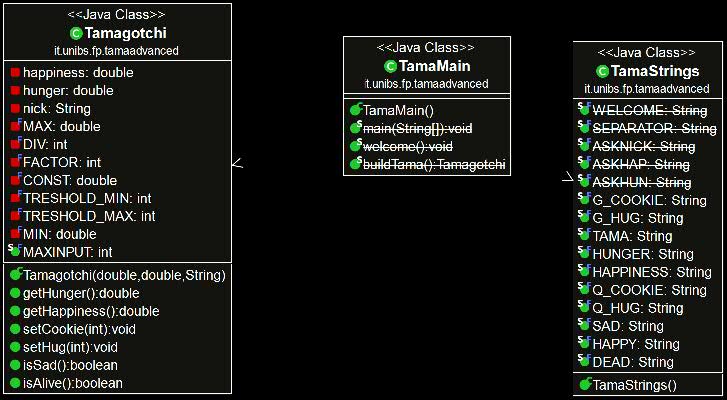 <<Java Class>>
C Tamagotchi
it.unibs.fp.tamaadvanced
happiness: double
hunger: double
nick: String
F MAX: double
F DIV: int
F FACTOR: int
F CONST: double
F TRESHOLD_MIN: int
F TRESHOLD_MAX: int
F MIN: double
S F MAXINPUT: int
C Tamagotchi(double,double,String)
getHunger():double
getHappiness():double
setCookie(int):void
setHug(int):void
isSad():boolean
isAlive():boolean
<<Java Class>>
C TamaMain
it.unibs.fp.tamaadvanced
C TamaMain()
S main(String[]):void
S welcome():void
S buildTama():Tamagotchi
<<Java Class>>
C TamaStrings
it.unibs.fp.tamaadvanced
S F WELCOME: String
S F SEPARATOR: String
S F ASKNICK: String
S F ASKHAP: String
S F ASKHUN: String
S F G_COOKIE: String
S F G_HUG: String
S F TAMA: String
S F HUNGER: String
S F HAPPINESS: String
S F Q_COOKIE: String
S F Q_HUG: String
S F SAD: String
S F HAPPY: String
S F DEAD: String
C TamaStrings()